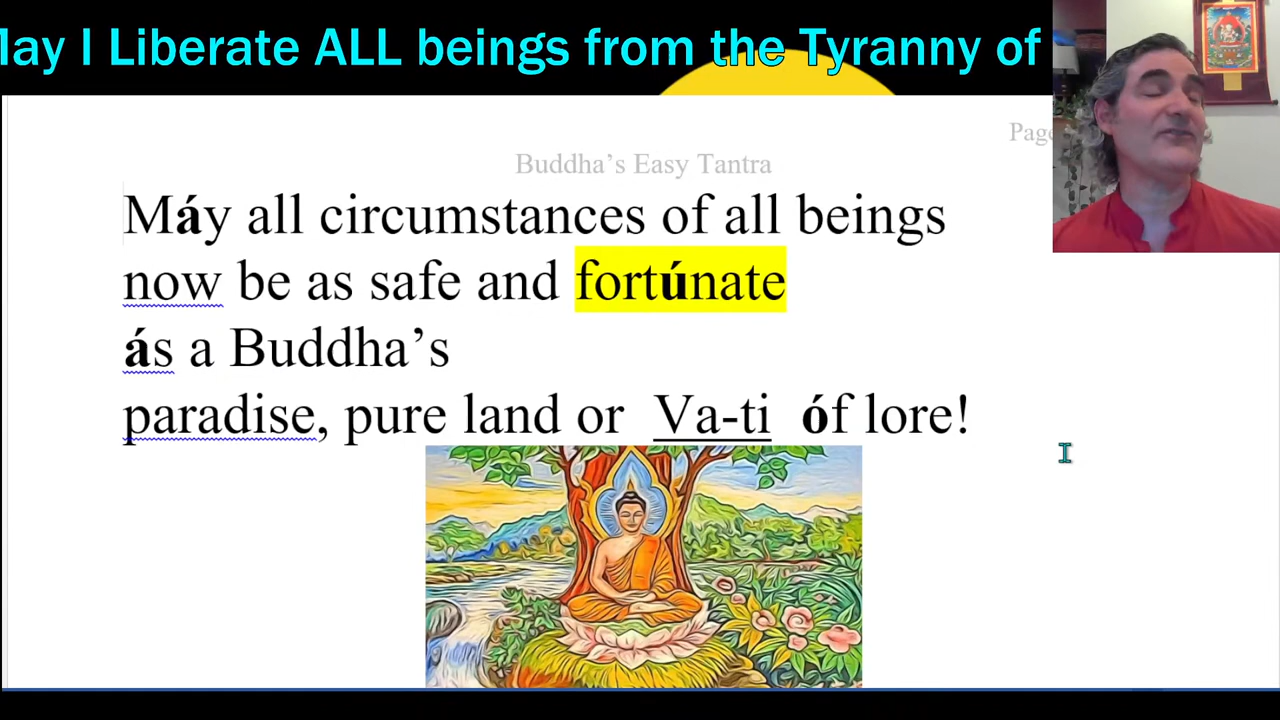 May I Liberate ALL beings from the Tyranny of
Page
Buddha’s Easy Tantra
Máy all circumstances of all beings
now be as safe and fortúnate
ás a Buddha’s
paradise, pure land or Va-ti óf lore!